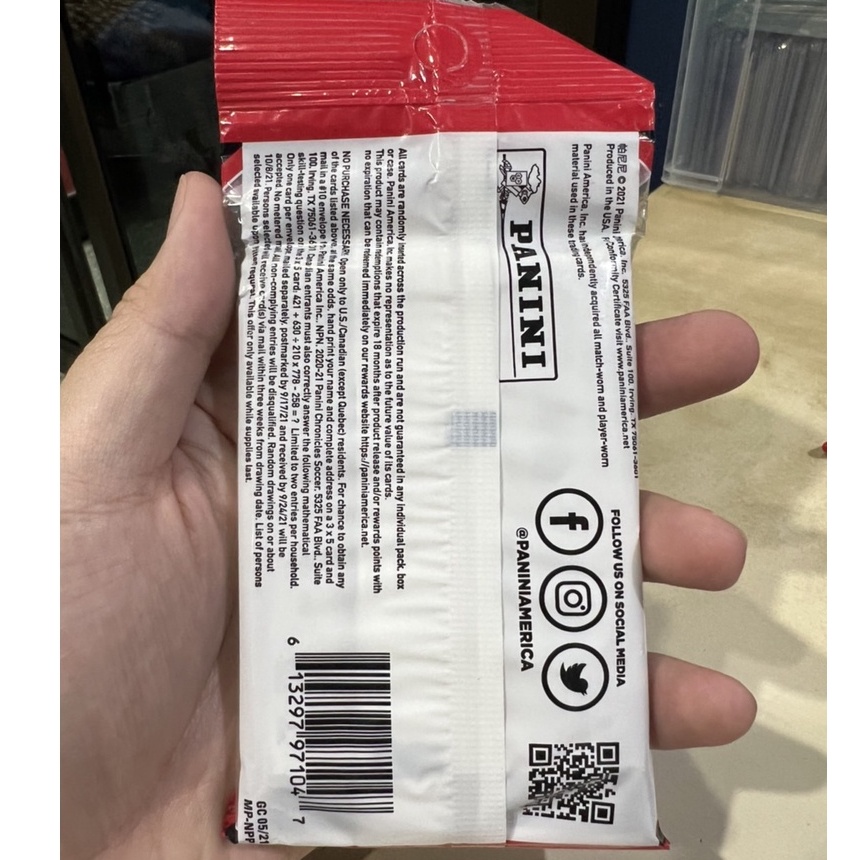 帕尼尼 © 2021 Panini America, Inc. 5325 FAA Blvd., Suite 100, Irving, TX 75061-3601
Produced in the USA. Conformity Certificate visit www.paniniamerica.net
Panini America, Inc. has independently acquired all match-worn and player-worn
material used in these trading cards.
PANINI
FOLLOW US ON SOCIAL MEDIA
@PANINIAMERICA
All cards are randomly inserted across the production run and are not guaranteed in any individual pack, box
or case. Panini America, Inc. makes no representation as to the future value of its cards.
This product may contain redemptions that expire 18 months after product release and/or rewards points with
no expiration that can be redeemed immediately on our rewards website https://paniniamerica.net.
NO PURCHASE NECESSARY. Open only to U.S./Canadian (except Quebec) residents. For chance to obtain any
of the cards listed above, at the same odds, hand print your name and complete address on a 3 x 5 card and
mail in a #10 envelope to: Panini America Inc., NPN, 2020-21 Panini Chronicles Soccer, 5325 FAA Blvd., Suite
100, Irving, TX 75061-3601. Canadian entrants must also correctly answer the following mathematical
skill-testing question on the 3 x 5 card: 421 + 630 ÷ 210 x 778 - 258 = ? Limited to two entries per household.
Only one card per envelope, mailed separately, postmarked by 9/17/21 and received by 9/24/21 will be
accepted. No metered mail. All non-complying entries will be disqualified. Random drawings on or about
10/8/21. Persons selected will receive card(s) via mail within three weeks from drawing date. List of persons
selected available upon written request. This offer only available while supplies last.
6 13297 97104 7
GC 05/21
MP-NPP